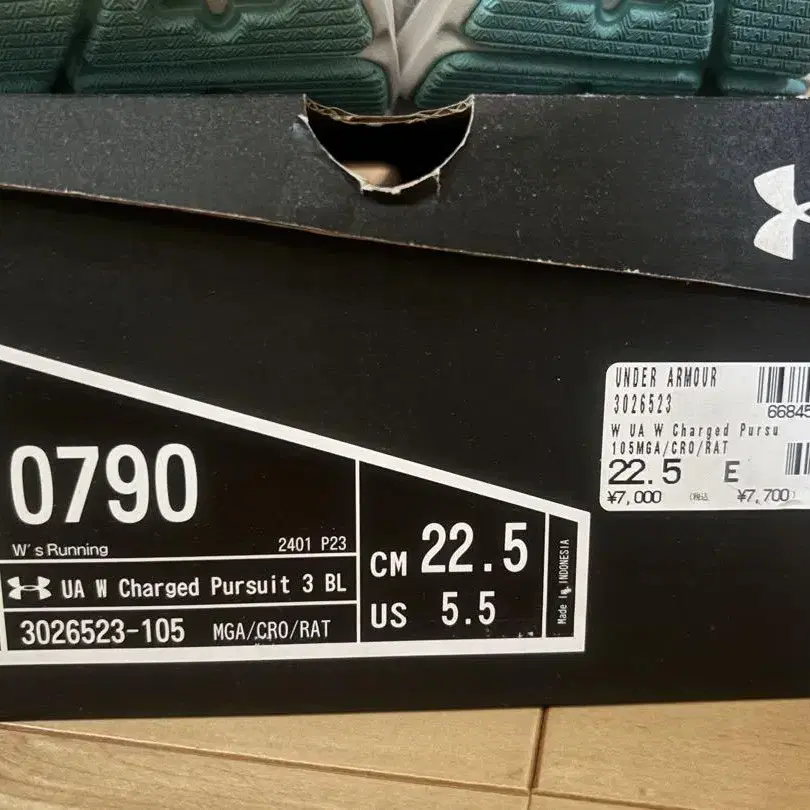 UNDER ARMOUR
3026523
66845
W UA W Charged Pursu
105MGA/CRO/RAT
22.5 E
¥7,000 (税込 ¥7,700)
0790
W's Running 2401 P23
UA W Charged Pursuit 3 BL
3026523-105 MGA/CRO/RAT
CM 22.5
US 5.5
Made in INDONESIA